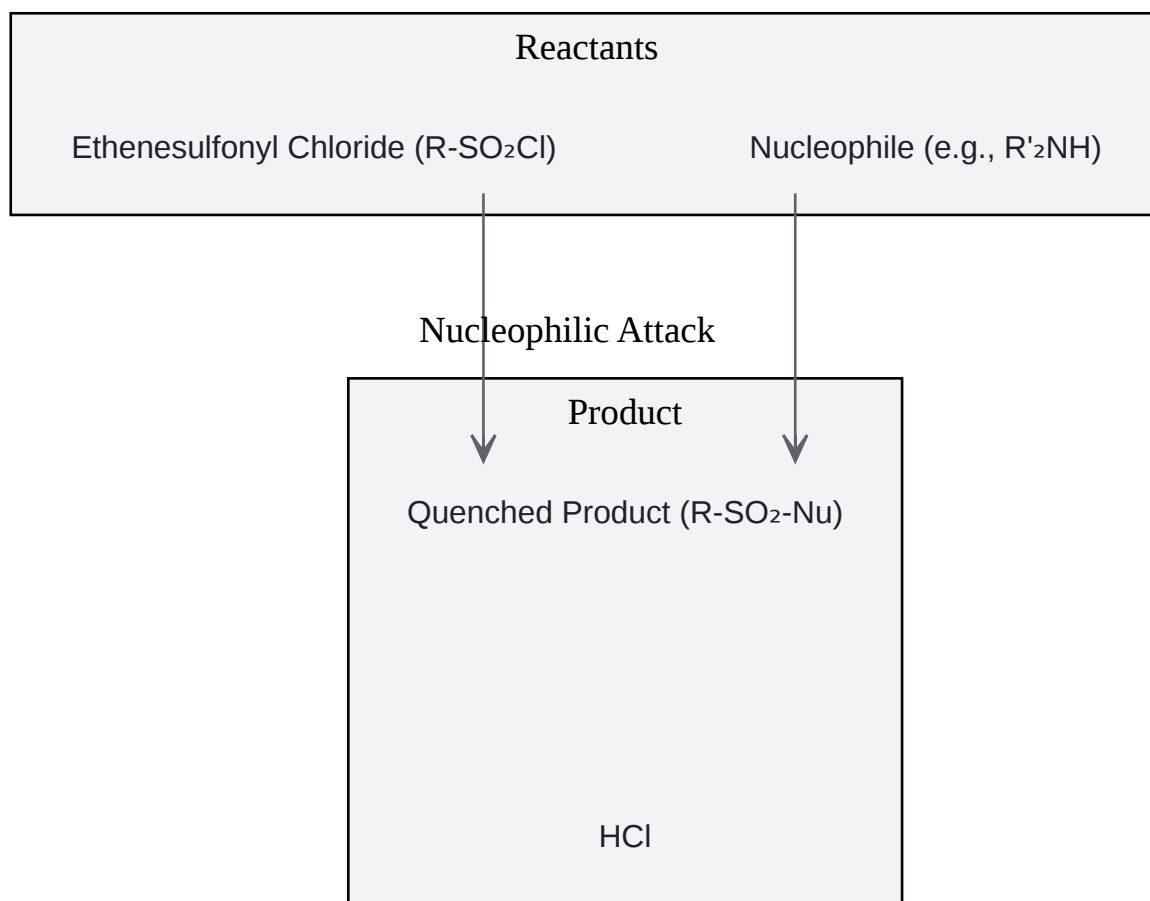 Reactants
Ethenesulfonyl Chloride (R-SO₂Cl) Nucleophile (e.g., R'₂NH)
Nucleophilic Attack
Product
Quenched Product (R-SO₂-Nu)
HCl